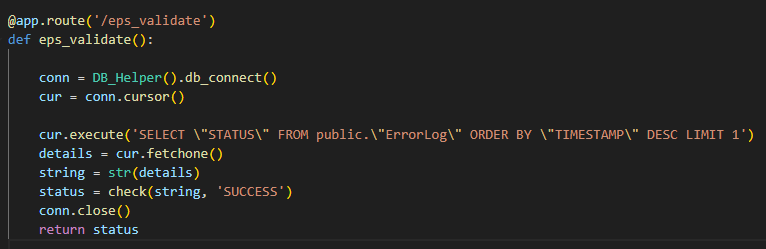 @app.route('/eps_validate')
def eps_validate():
conn = DB_Helper().db_connect()
cur = conn.cursor()
cur.execute('SELECT \"STATUS\" FROM public.\"ErrorLog\" ORDER BY \"TIMESTAMP\" DESC LIMIT 1')
details = cur.fetchone()
string = str(details)
status = check(string, 'SUCCESS')
conn.close()
return status